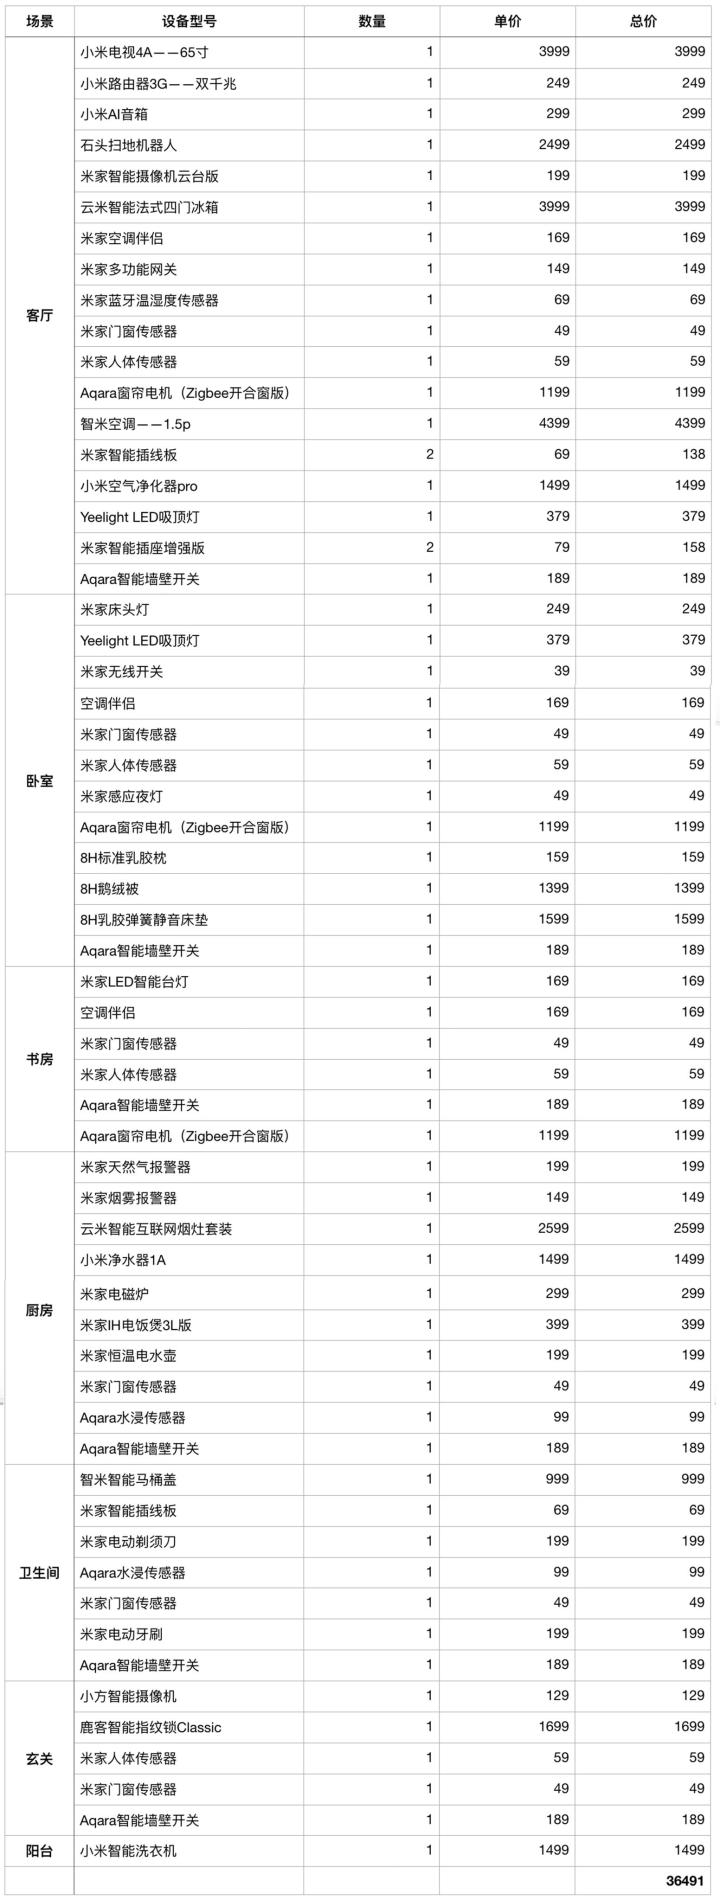 场景 设备型号 数量 单价 总价
客厅
小米电视4A——65寸 1 3999 3999
小米路由器3G——双千兆 1 249 249
小米AI音箱 1 299 299
石头扫地机器人 1 2499 2499
米家智能摄像机云台版 1 199 199
云米智能法式四门冰箱 1 3999 3999
米家空调伴侣 1 169 169
米家多功能网关 1 149 149
米家蓝牙温湿度传感器 1 69 69
米家门窗传感器 1 49 49
米家人体传感器 1 59 59
Aqara窗帘电机（Zigbee开合窗版） 1 1199 1199
智米空调——1.5p 1 4399 4399
米家智能插线板 2 69 138
小米空气净化器pro 1 1499 1499
Yeelight LED吸顶灯 1 379 379
米家智能插座增强版 2 79 158
Aqara智能墙壁开关 1 189 189
卧室
米家床头灯 1 249 249
Yeelight LED吸顶灯 1 379 379
米家无线开关 1 39 39
空调伴侣 1 169 169
米家门窗传感器 1 49 49
米家人体传感器 1 59 59
米家感应夜灯 1 49 49
Aqara窗帘电机（Zigbee开合窗版） 1 1199 1199
8H标准乳胶枕 1 159 159
8H鹅绒被 1 1399 1399
8H乳胶弹簧静音床垫 1 1599 1599
Aqara智能墙壁开关 1 189 189
书房
米家LED智能台灯 1 169 169
空调伴侣 1 169 169
米家门窗传感器 1 49 49
米家人体传感器 1 59 59
Aqara智能墙壁开关 1 189 189
Aqara窗帘电机（Zigbee开合窗版） 1 1199 1199
厨房
米家天然气报警器 1 199 199
米家烟雾报警器 1 149 149
云米智能互联网烟灶套装 1 2599 2599
小米净水器1A 1 1499 1499
米家电磁炉 1 299 299
米家IH电饭煲3L版 1 399 399
米家恒温电水壶 1 199 199
米家门窗传感器 1 49 49
Aqara水浸传感器 1 99 99
Aqara智能墙壁开关 1 189 189
卫生间
智米智能马桶盖 1 999 999
米家智能插线板 1 69 69
米家电动剃须刀 1 199 199
Aqara水浸传感器 1 99 99
米家门窗传感器 1 49 49
米家电动牙刷 1 199 199
Aqara智能墙壁开关 1 189 189
玄关
小方智能摄像机 1 129 129
鹿客智能指纹锁Classic 1 1699 1699
米家人体传感器 1 59 59
米家门窗传感器 1 49 49
Aqara智能墙壁开关 1 189 189
阳台 小米智能洗衣机 1 1499 1499
36491